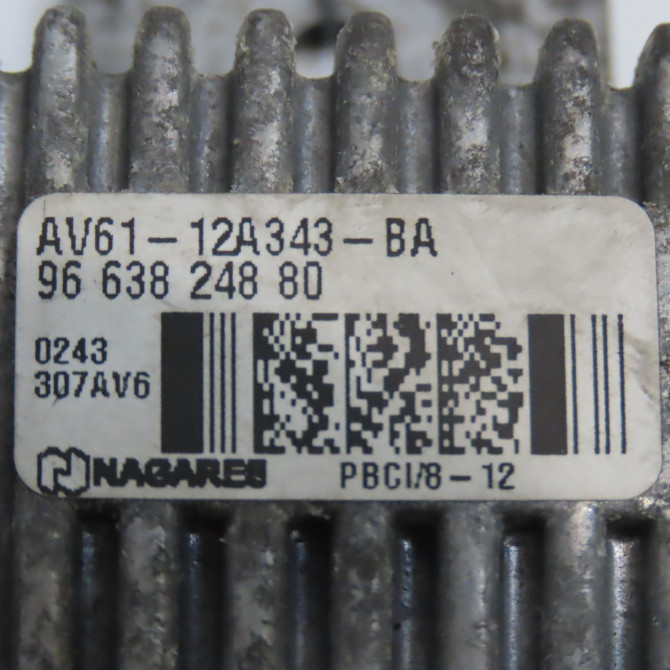 AV61-12A343-BA
96 638 248 80
0243
307AV6
NAGARES PBCI/8-12